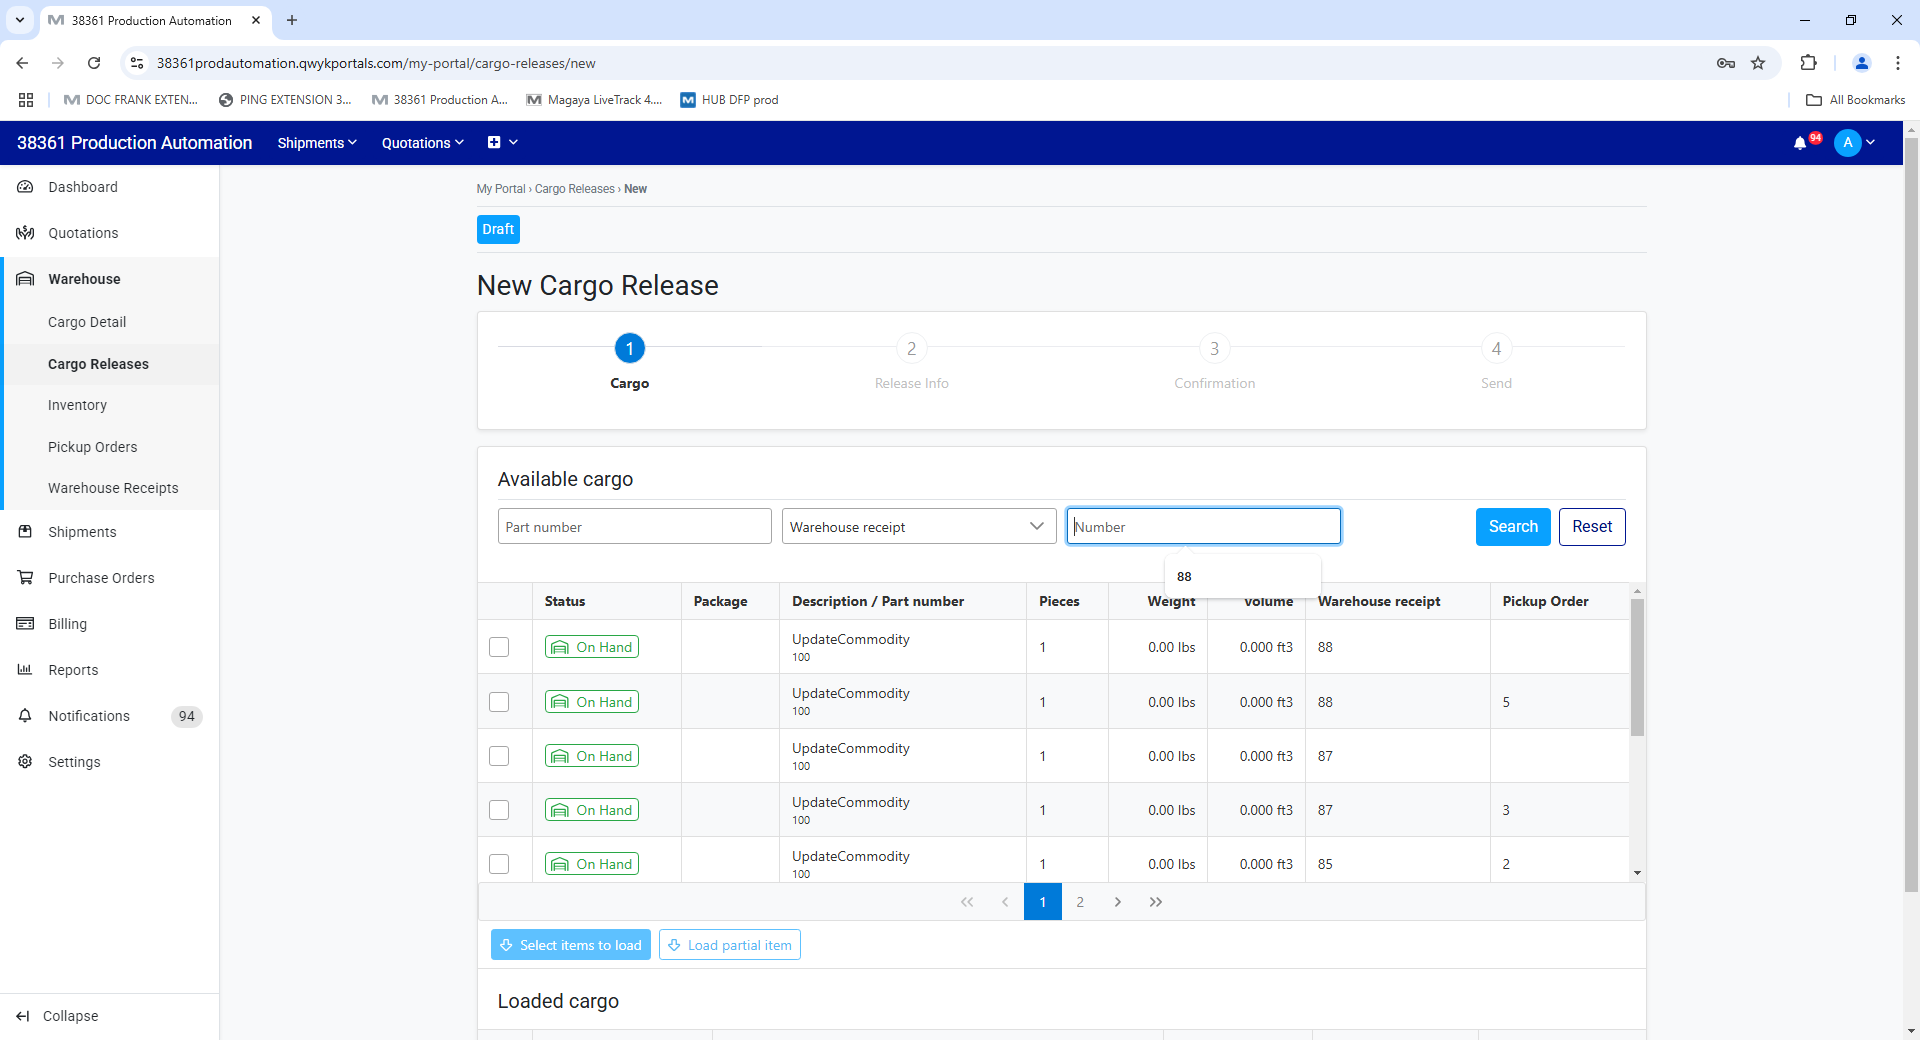 38361 Production Automation
38361prodautomation.qwykportals.com/my-portal/cargo-releases/new
DOC FRANK EXTEN...
PING EXTENSION 3...
38361 Production A...
Magaya LiveTrack 4....
HUB DFP prod
All Bookmarks
38361 Production Automation
Shipments
Quotations
94
A
Dashboard
Quotations
Warehouse
Cargo Detail
Cargo Releases
Inventory
Pickup Orders
Warehouse Receipts
Shipments
Purchase Orders
Billing
Reports
Notifications 94
Settings
Collapse
My Portal › Cargo Releases › New
Draft
New Cargo Release
1 2 3 4
Cargo Release Info Confirmation Send
Available cargo
Part number Warehouse receipt Number Search Reset
88
Status Package Description / Part number Pieces Weight Volume Warehouse receipt Pickup Order
On Hand UpdateCommodity 1 0.00 lbs 0.000 ft3 88
100
On Hand UpdateCommodity 1 0.00 lbs 0.000 ft3 88 5
100
On Hand UpdateCommodity 1 0.00 lbs 0.000 ft3 87
100
On Hand UpdateCommodity 1 0.00 lbs 0.000 ft3 87 3
100
On Hand UpdateCommodity 1 0.00 lbs 0.000 ft3 85 2
100
1 2
Select items to load Load partial item
Loaded cargo